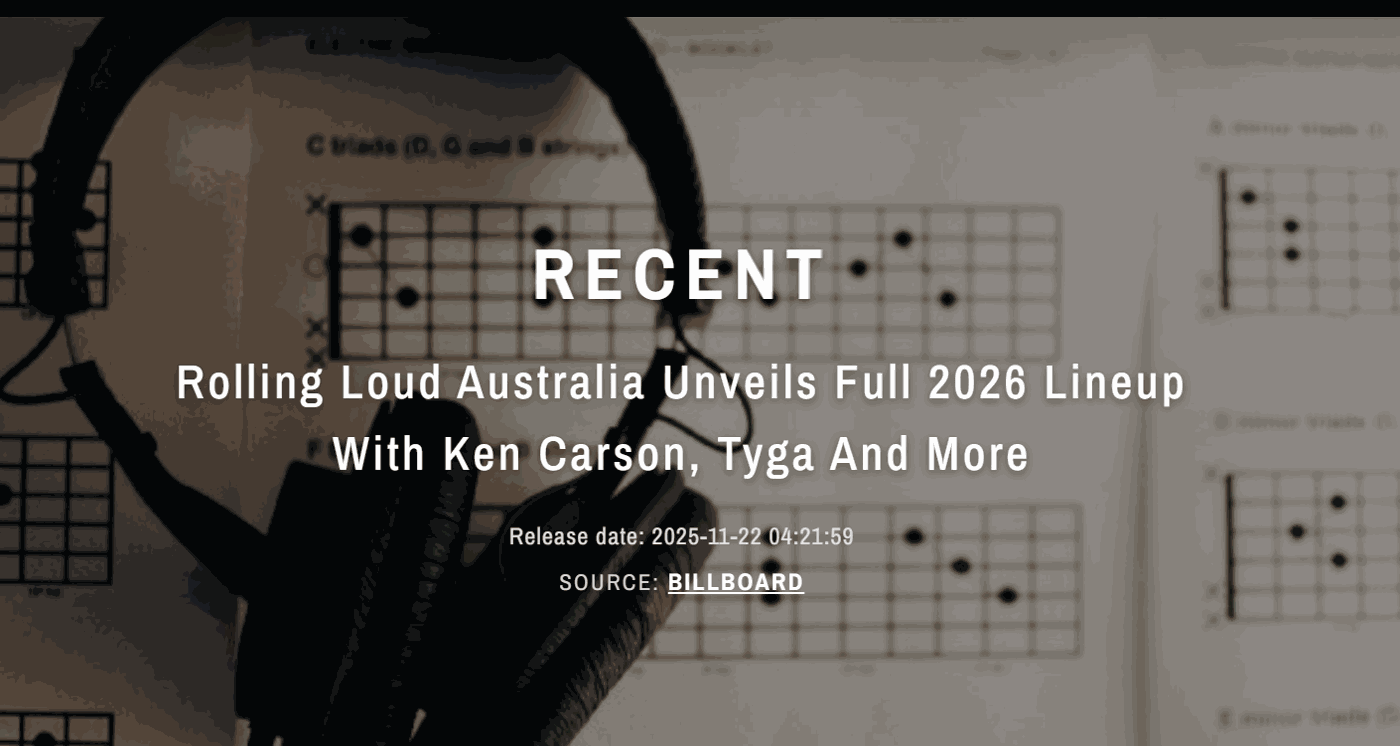 C triads (D, G and B strings)
RECENT
Rolling Loud Australia Unveils Full 2026 Lineup
With Ken Carson, Tyga And More
Release date: 2025-11-22 04:21:59
SOURCE: BILLBOARD